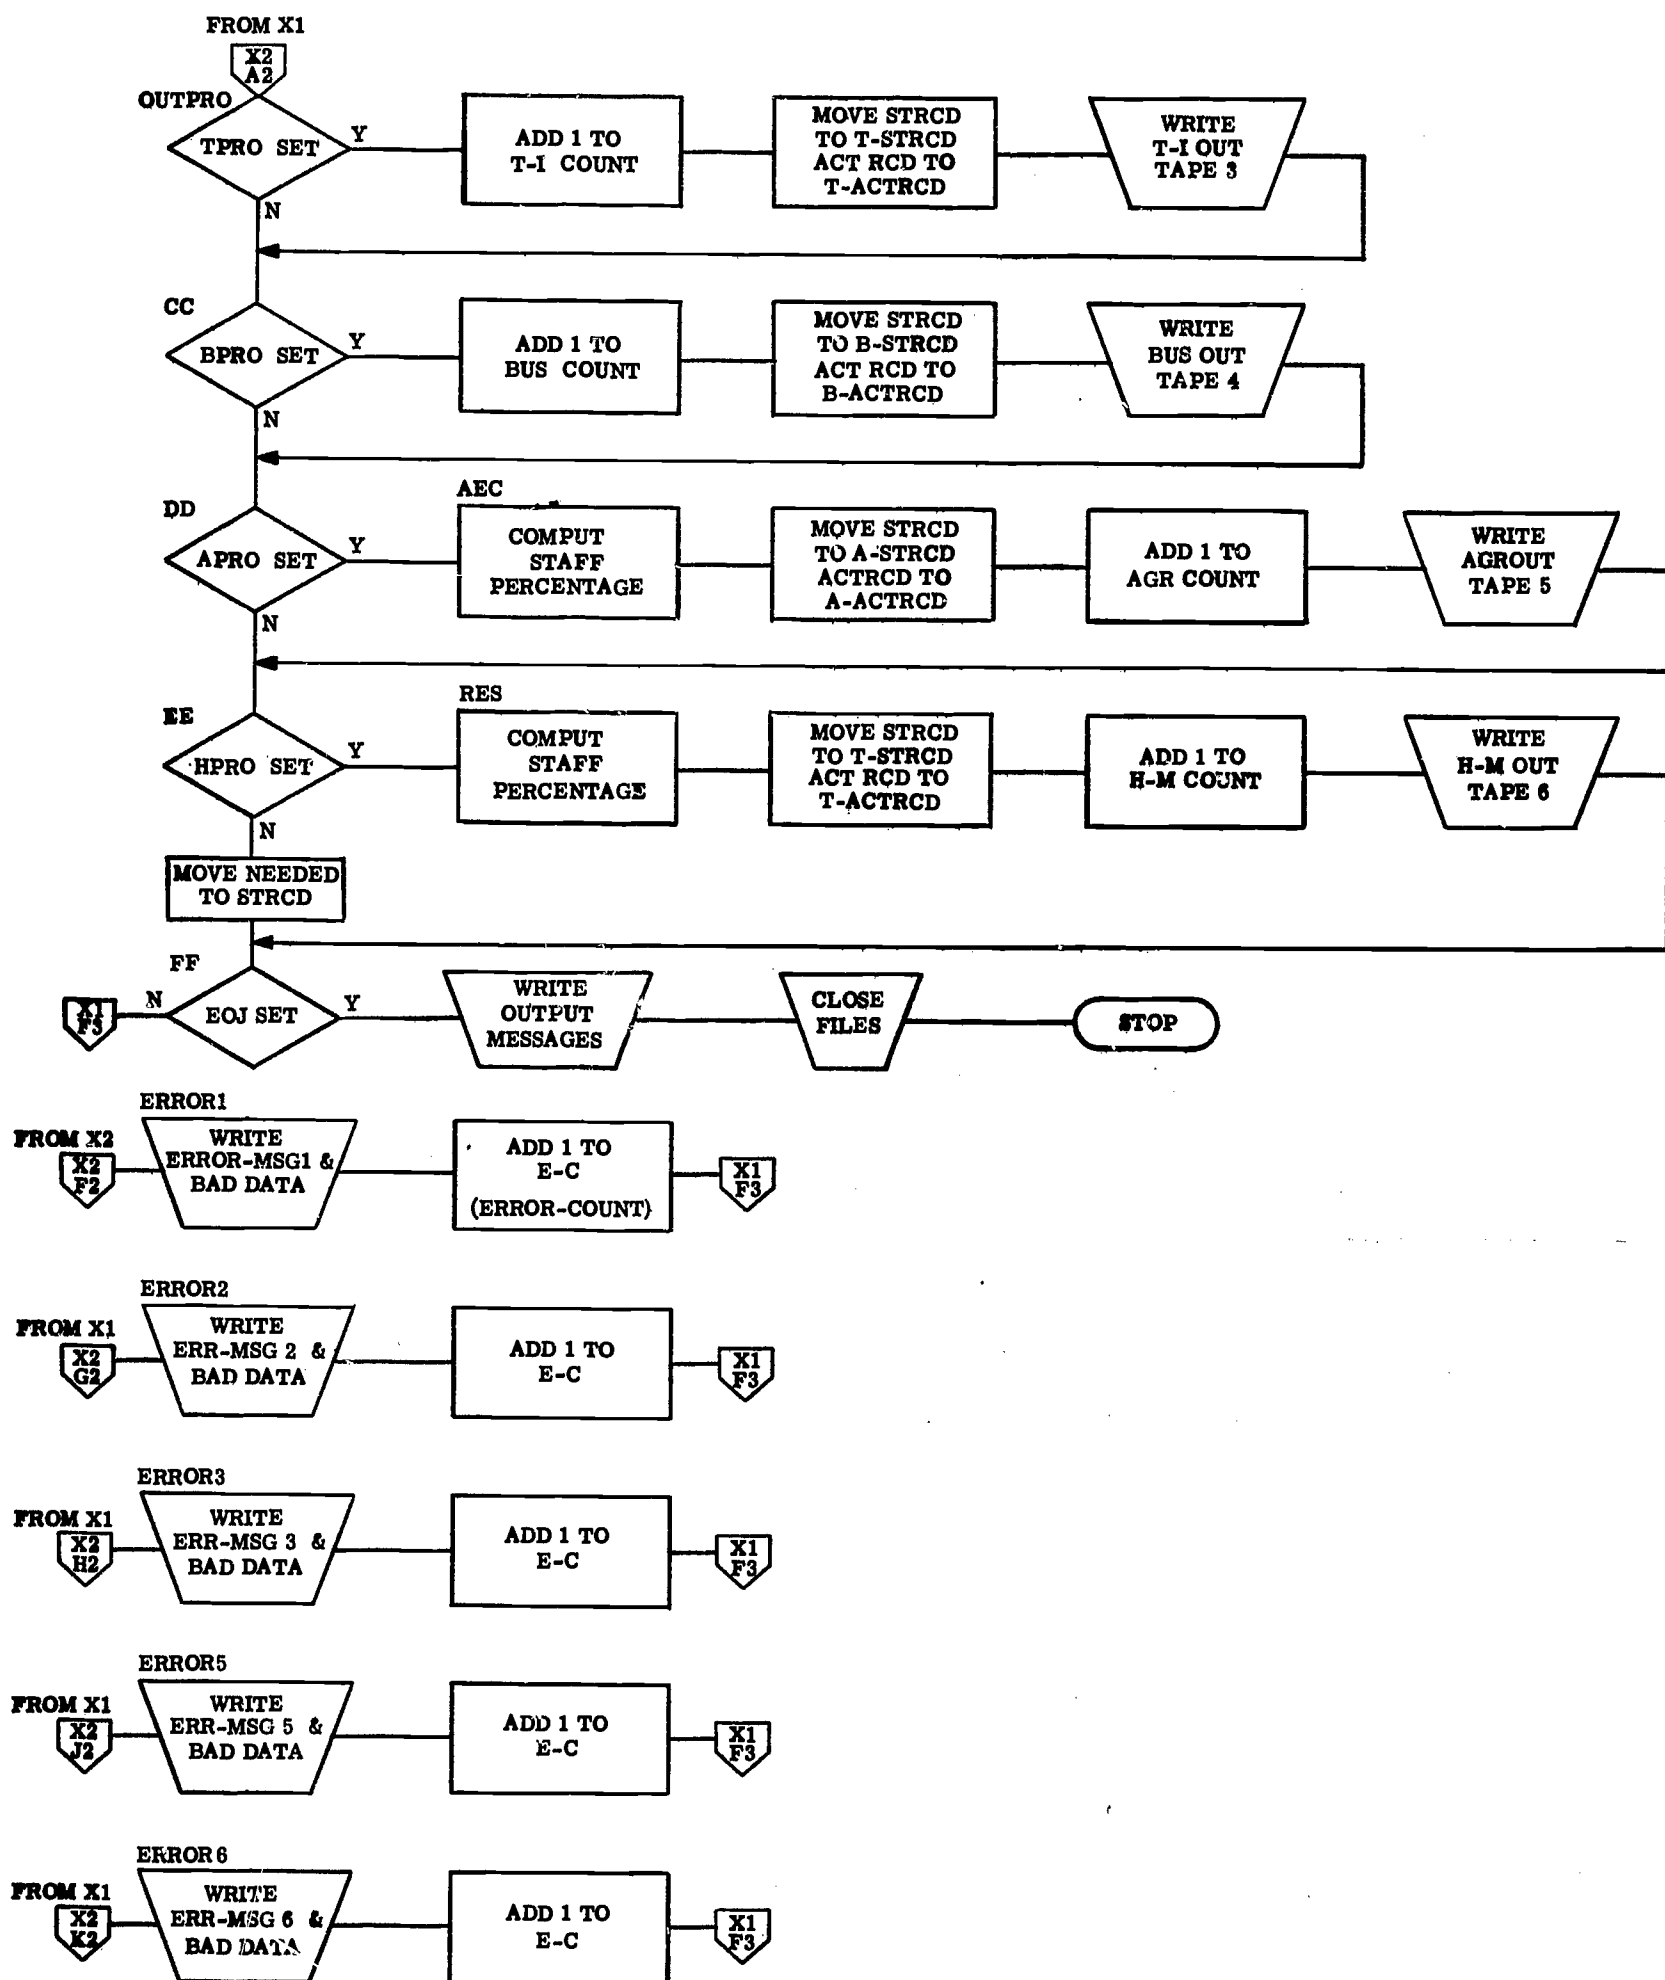 FROM X1
X2
A2
OUTPRO
TPRO SET
Y
N
ADD 1 TO
T-I COUNT
MOVE STRCD
TO T-STRCD
ACT RCD TO
T-ACTRCD
WRITE
T-I OUT
TAPE 3
CC
BPRO SET
Y
N
ADD 1 TO
BUS COUNT
MOVE STRCD
TO B-STRCD
ACT RCD TO
B-ACTRCD
WRITE
BUS OUT
TAPE 4
DD
APRO SET
Y
N
AEC
COMPUT
STAFF
PERCENTAGE
MOVE STRCD
TO A-STRCD
ACTRCD TO
A-ACTRCD
ADD 1 TO
AGR COUNT
WRITE
AGROUT
TAPE 5
EE
HPRO SET
Y
N
RES
COMPUT
STAFF
PERCENTAGE
MOVE STRCD
TO T-STRCD
ACT RCD TO
T-ACTRCD
ADD 1 TO
H-M COUNT
WRITE
H-M OUT
TAPE 6
MOVE NEEDED
TO STRCD
FF
X1
F3
N
EOJ SET
Y
WRITE
OUTPUT
MESSAGES
CLOSE
FILES
STOP
ERROR1
FROM X2
X2
F2
WRITE
ERROR-MSG1 &
BAD DATA
ADD 1 TO
E-C
(ERROR-COUNT)
X1
F3
ERROR2
FROM X1
X2
G2
WRITE
ERR-MSG 2 &
BAD DATA
ADD 1 TO
E-C
X1
F3
ERROR3
FROM X1
X2
H2
WRITE
ERR-MSG 3 &
BAD DATA
ADD 1 TO
E-C
X1
F3
ERROR5
FROM X1
X2
J2
WRITE
ERR-MSG 5 &
BAD DATA
ADD 1 TO
E-C
X1
F3
ERROR6
FROM X1
X2
K2
WRITE
ERR-MSG 6 &
BAD DATA
ADD 1 TO
E-C
X1
F3